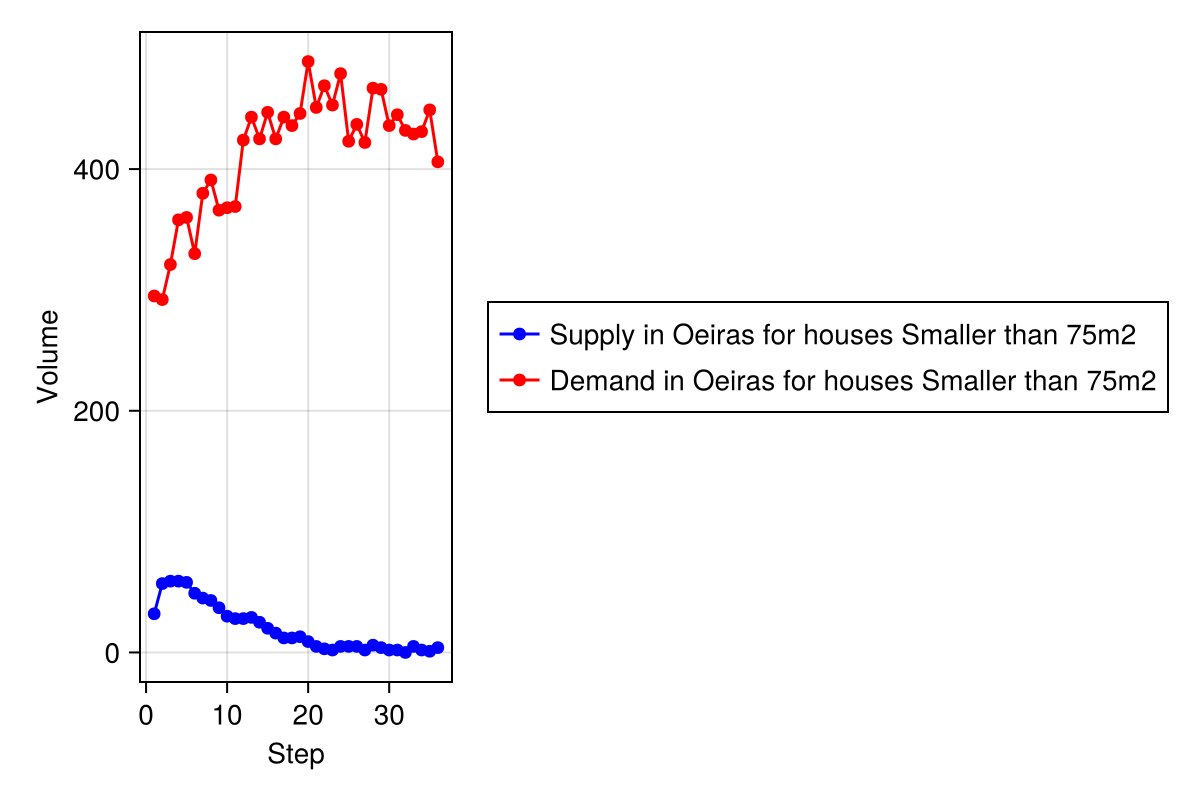 Volume
400
200
0
0 10 20 30
Step
Supply in Oeiras for houses Smaller than 75m2
Demand in Oeiras for houses Smaller than 75m2